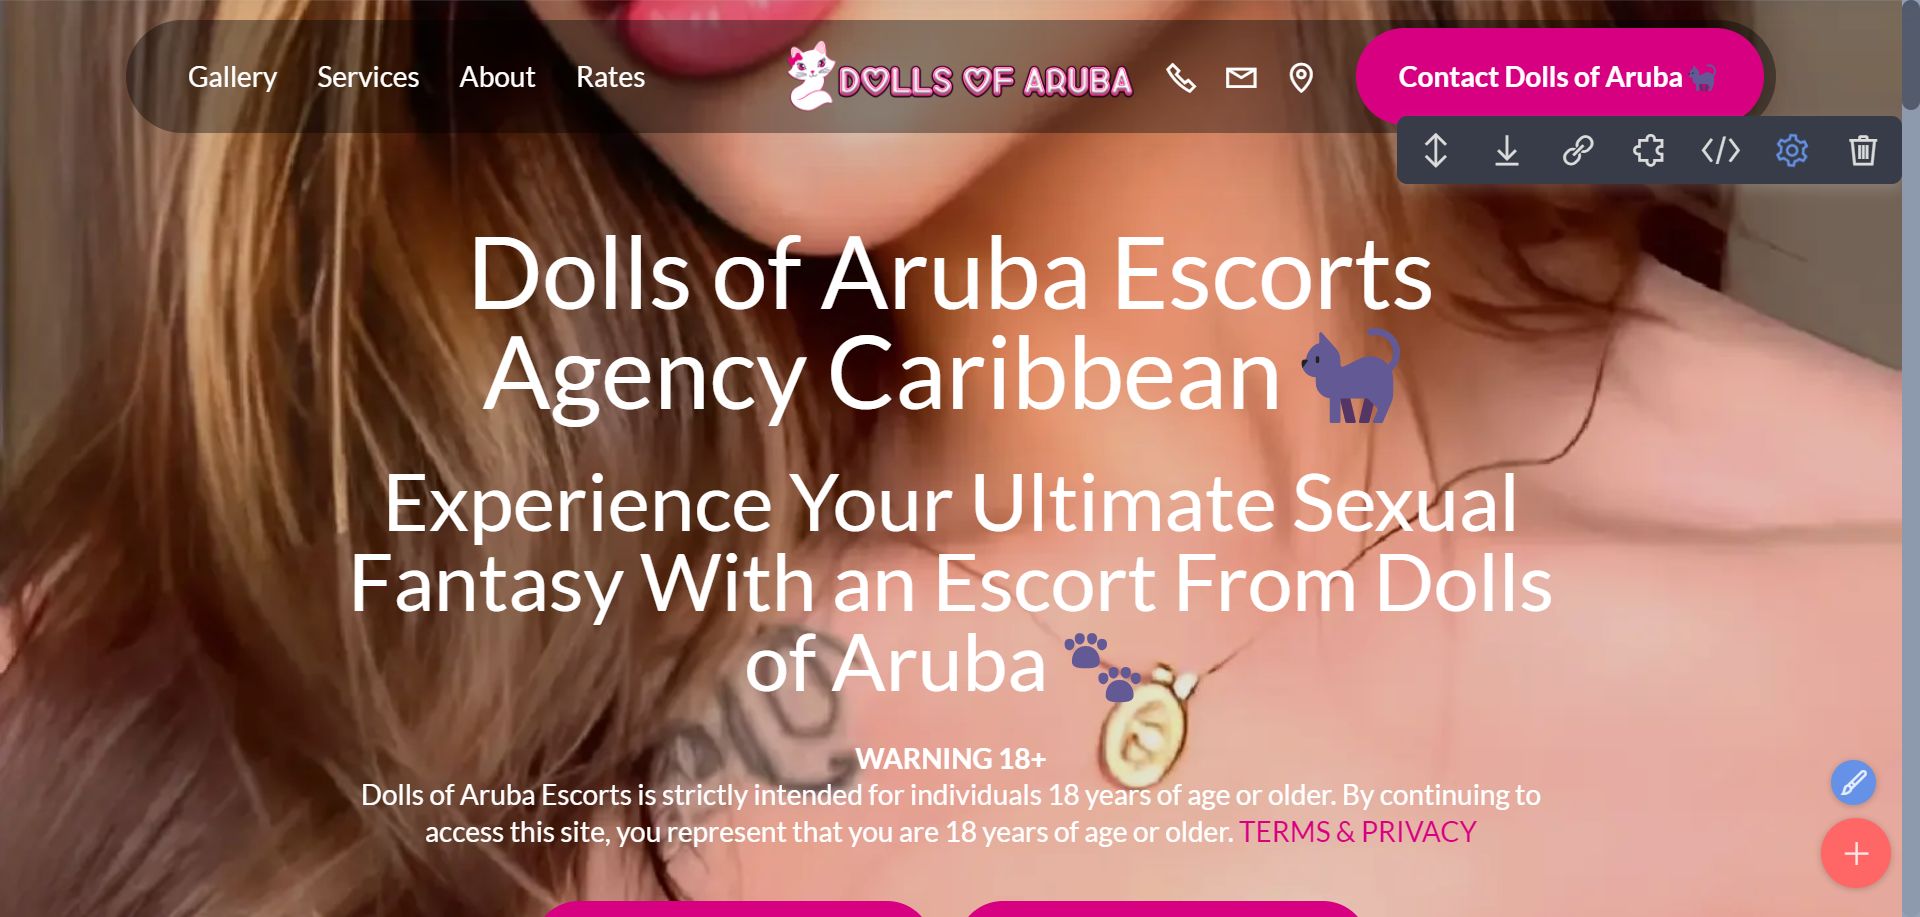 Gallery Services About Rates DOLLS OF ARUBA Contact Dolls of Aruba
Dolls of Aruba Escorts
Agency Caribbean
Experience Your Ultimate Sexual
Fantasy With an Escort From Dolls
of Aruba
WARNING 18+
Dolls of Aruba Escorts is strictly intended for individuals 18 years of age or older. By continuing to
access this site, you represent that you are 18 years of age or older. TERMS & PRIVACY